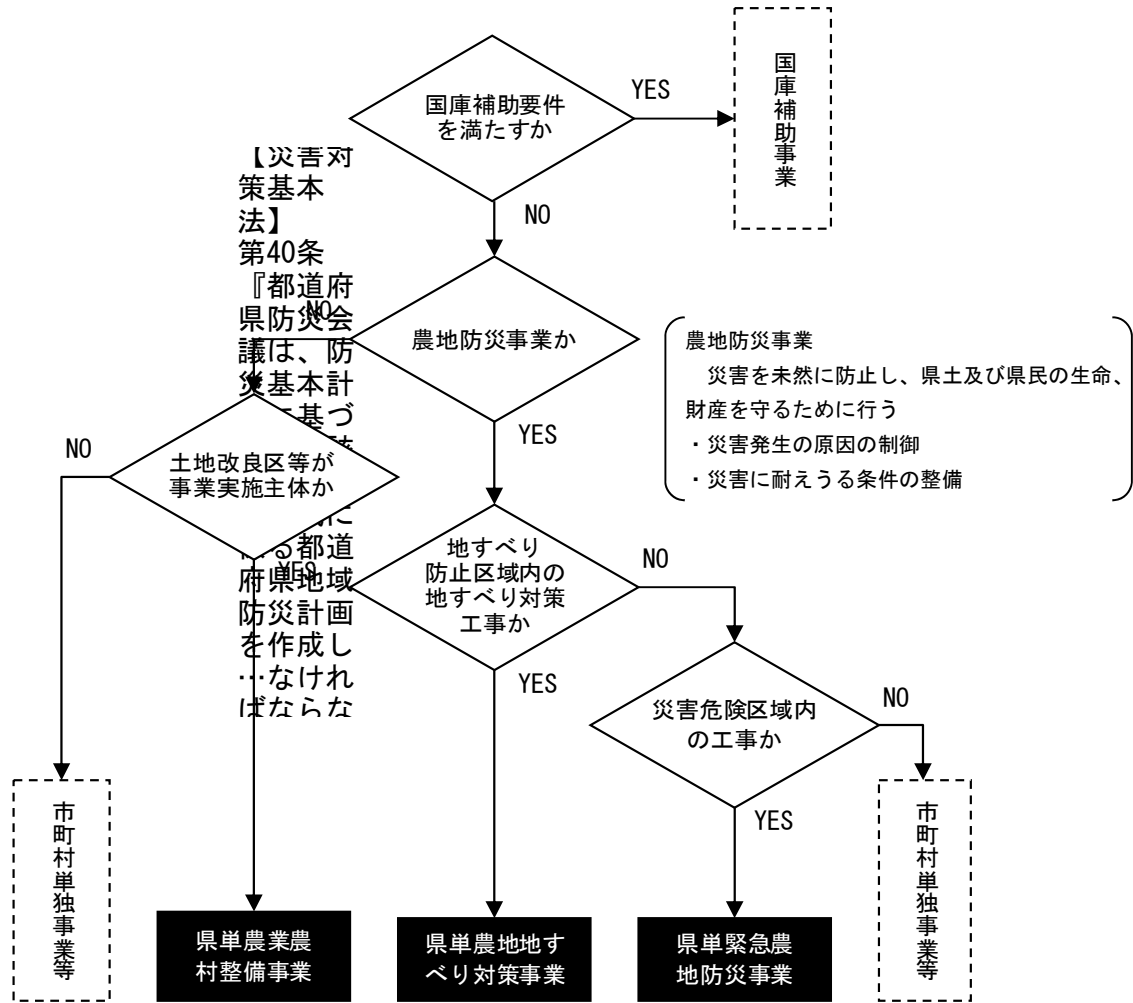 国庫補助要件
を満たすか
YES
国庫補助事業
NO
【災害対
策基本
法】
第40条
『都道府
県防災会
議は、防
災基本計
基づ
る都道
府県地域
防災計画
を作成し
…なけれ
ばならな
農地防災事業か
NO
YES
農地防災事業
災害を未然に防止し、県土及び県民の生命、
財産を守るために行う
・災害発生の原因の制御
・災害に耐えうる条件の整備
土地改良区等が
事業実施主体か
NO
YES
地すべり
防止区域内の
地すべり対策
工事か
NO
YES
災害危険区域内
の工事か
NO
YES
市町村単独事業等
県単農業農
村整備事業
県単農地地す
べり対策事業
県単緊急農
地防災事業
市町村単独事業等